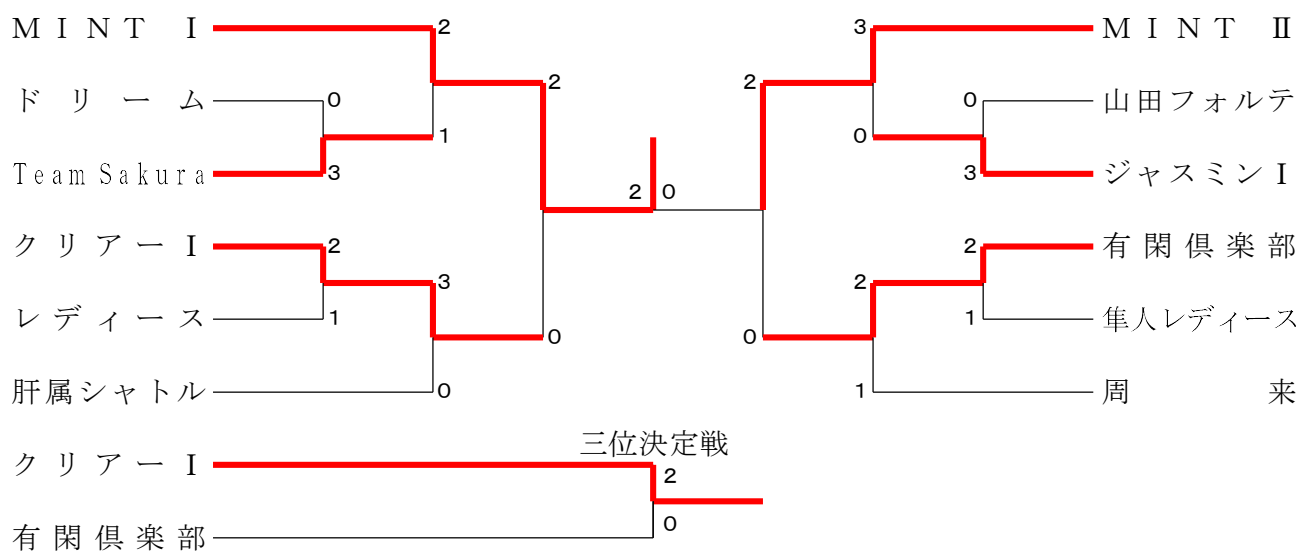 ＭＩＮＴ Ⅰ 2 3 ＭＩＮＴ Ⅱ
2 2
ドリーム 0 0 山田フォルテ
1 0
Team Sakura 3 3 ジャスミンⅠ
2 0
クリアーⅠ 2 2 有閑倶楽部
3 2
レディース 1 1 隼人レディース
0 0
肝属シャトル 0 1 周来
三位決定戦
クリアーⅠ 2
0
有閑倶楽部